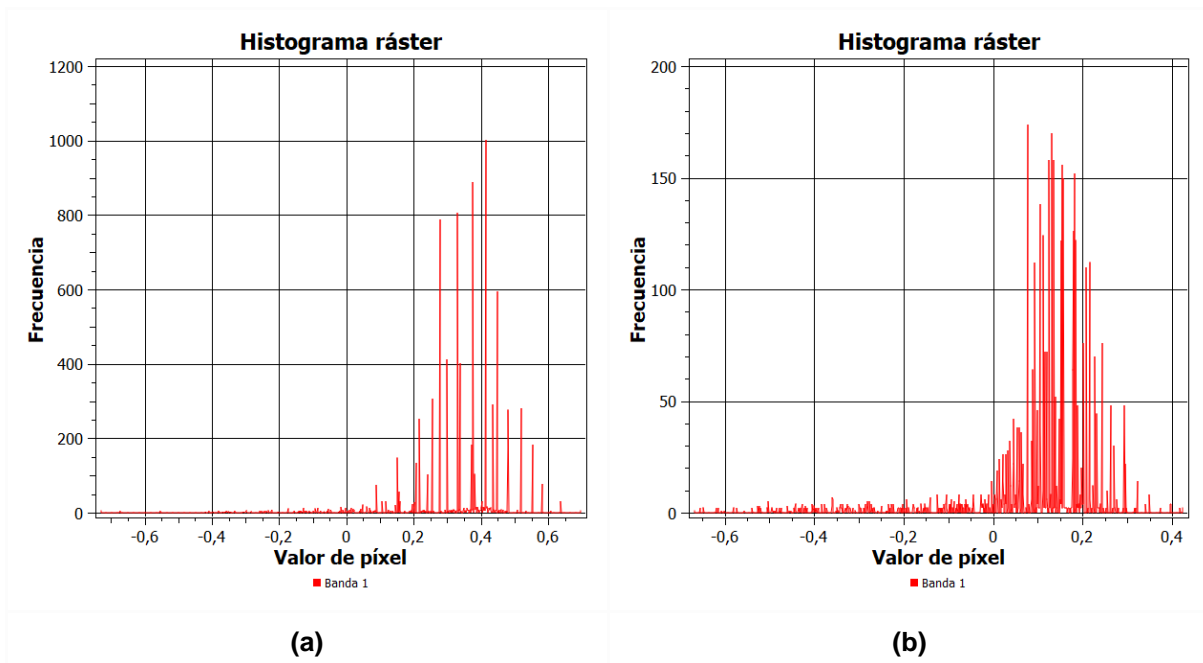 Histograma ráster
1200
1000
800
600
400
200
0
Frecuencia
-0,6
-0,4
-0,2
0
0,2
0,4
0,6
Valor de píxel
Banda 1
(a)
Histograma ráster
200
150
100
50
0
Frecuencia
-0,6
-0,4
-0,2
0
0,2
0,4
Valor de píxel
Banda 1
(b)